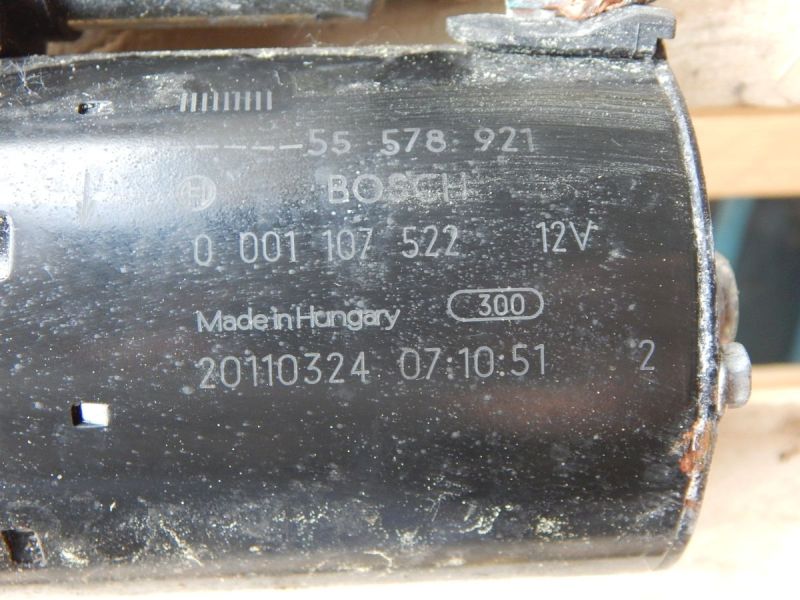 ----55 578 921
BOSCH
0 001 107 522 12V
Made in Hungary 300
20110324 07:10:51 2